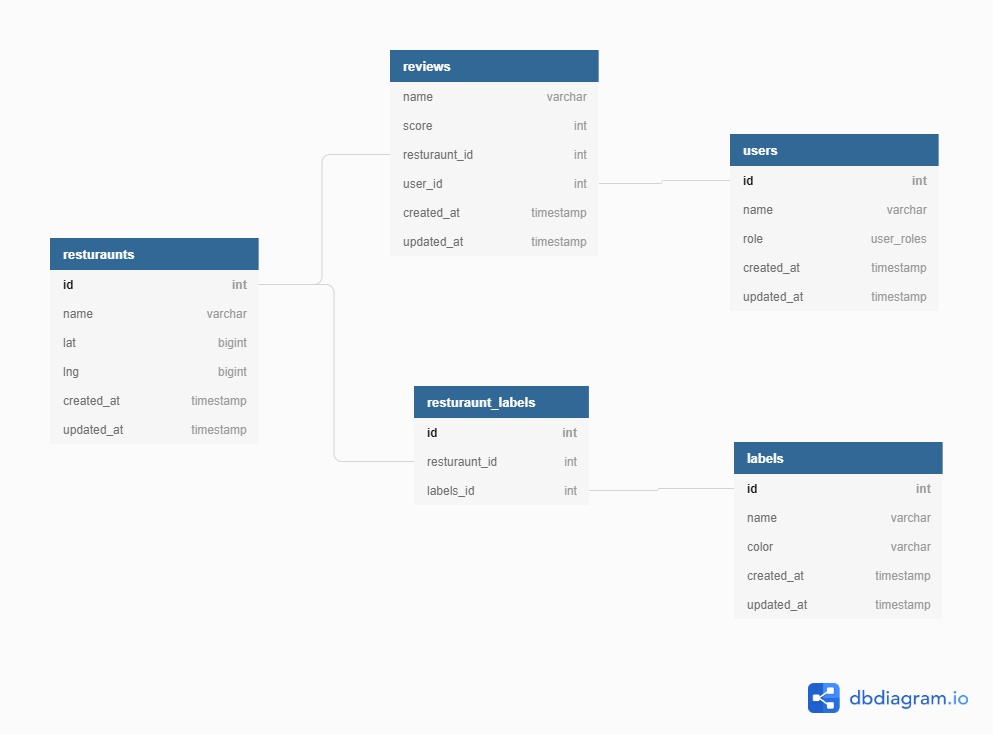 reviews
name varchar
score int
resturaunt_id int
user_id int
created_at timestamp
updated_at timestamp
users
id int
name varchar
role user_roles
created_at timestamp
updated_at timestamp
resturaunts
id int
name varchar
lat bigint
lng bigint
created_at timestamp
updated_at timestamp
resturaunt_labels
id int
resturaunt_id int
labels_id int
labels
id int
name varchar
color varchar
created_at timestamp
updated_at timestamp
dbdiagram.io